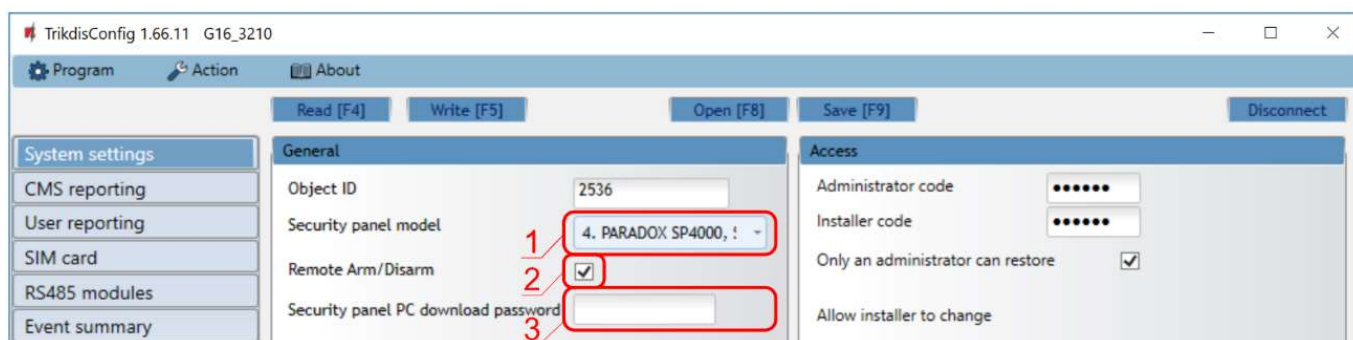 TrikdisConfig 1.66.11 G16_3210
Program Action About
Read [F4] Write [F5] Open [F8] Save [F9] Disconnect
System settings
CMS reporting
User reporting
SIM card
RS485 modules
Event summary
General
Object ID 2536
Security panel model 1 4. PARADOX SP4000,
Remote Arm/Disarm 2
Security panel PC download password 3
Access
Administrator code ●●●●●●
Installer code ●●●●●●
Only an administrator can restore
Allow installer to change